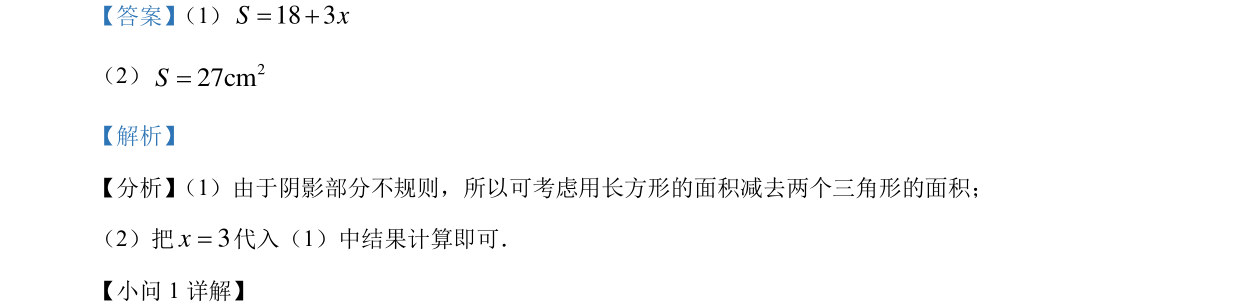 【答案】（1）S=18+3x
（2）S=27cm²
【解析】
【分析】（1）由于阴影部分不规则，所以可考虑用长方形的面积减去两个三角形的面积；
（2）把x=3代入（1）中结果计算即可．
【小问1详解】